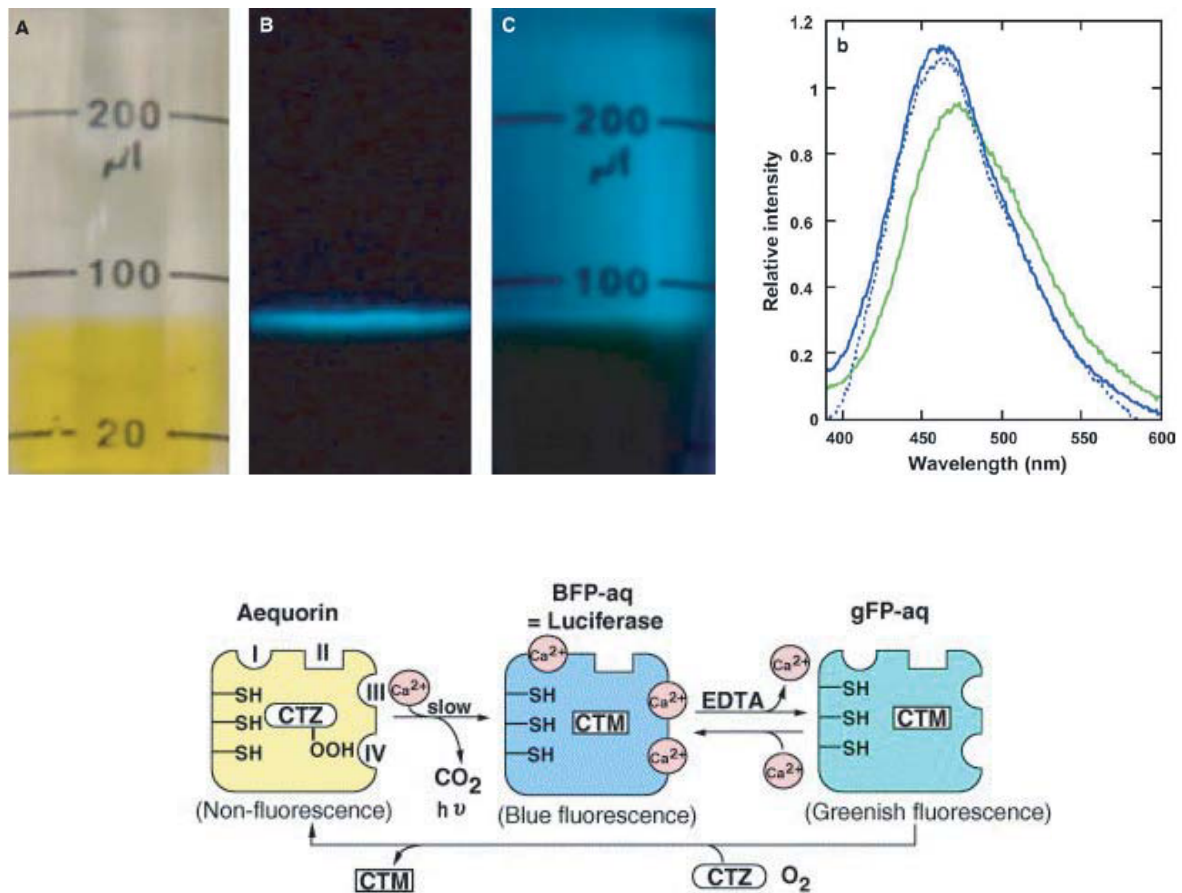 A
200
µl
100
20
B
C
200
µl
100
b
1.2
1
0.8
0.6
0.4
0.2
0
Relative intensity
400 450 500 550 600
Wavelength (nm)
Aequorin
BFP-aq
= Luciferase
gFP-aq
I II III IV
SH
SH
SH
CTZ
OOH
Ca2+
slow
CO2
hυ
Ca2+
SH
SH
SH
CTM
Ca2+
Ca2+
EDTA
Ca2+
Ca2+
SH
SH
SH
CTM
(Non-fluorescence)
(Blue fluorescence)
(Greenish fluorescence)
CTM
CTZ O2